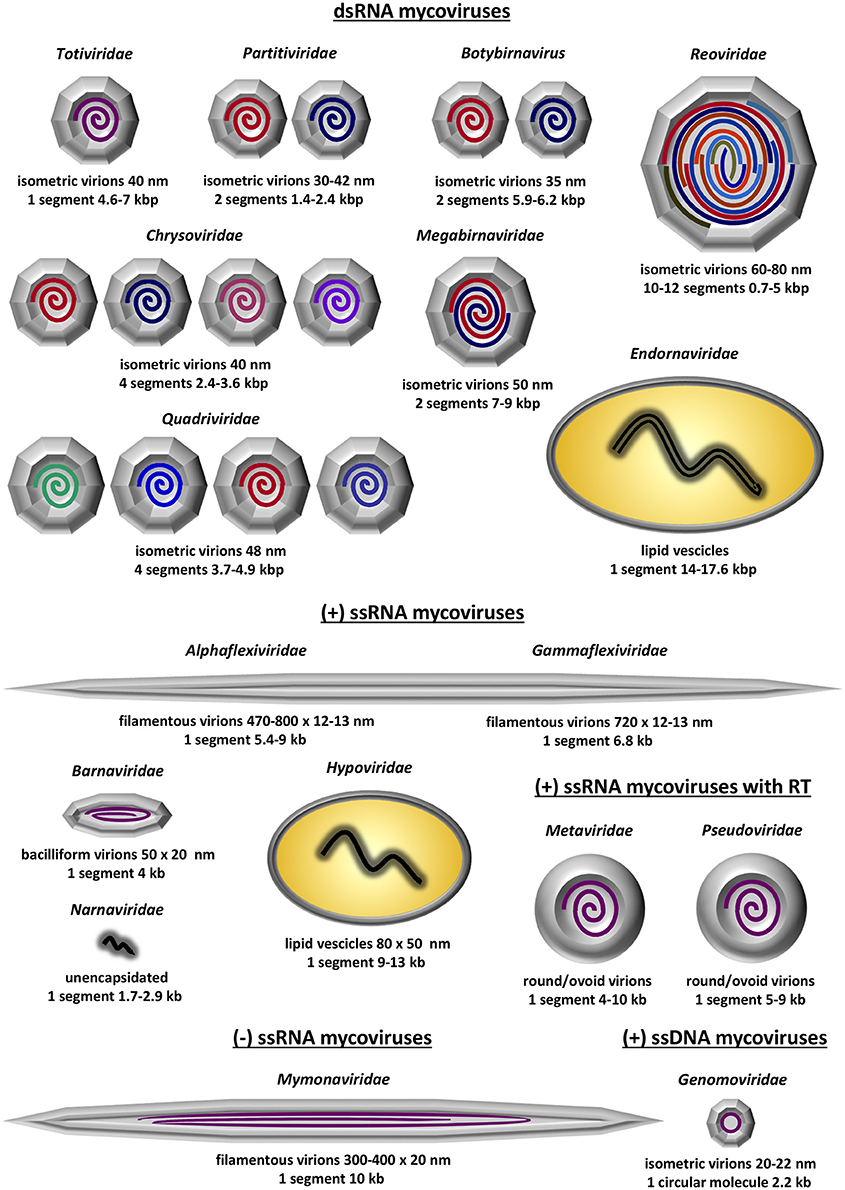 dsRNA mycoviruses
Totiviridae
isometric virions 40 nm
1 segment 4.6-7 kbp
Partitiviridae
isometric virions 30-42 nm
2 segments 1.4-2.4 kbp
Botybirnavirus
isometric virions 35 nm
2 segments 5.9-6.2 kbp
Reoviridae
isometric virions 60-80 nm
10-12 segments 0.7-5 kbp
Chrysoviridae
isometric virions 40 nm
4 segments 2.4-3.6 kbp
Megabirnaviridae
isometric virions 50 nm
2 segments 7-9 kbp
Endornaviridae
lipid vescicles
1 segment 14-17.6 kbp
Quadriviridae
isometric virions 48 nm
4 segments 3.7-4.9 kbp
(+) ssRNA mycoviruses
Alphaflexiviridae
filamentous virions 470-800 x 12-13 nm
1 segment 5.4-9 kb
Gammaflexiviridae
filamentous virions 720 x 12-13 nm
1 segment 6.8 kb
Barnaviridae
bacilliform virions 50 x 20 nm
1 segment 4 kb
Hypoviridae
lipid vescicles 80 x 50 nm
1 segment 9-13 kb
Narnaviridae
unencapsidated
1 segment 1.7-2.9 kb
(+) ssRNA mycoviruses with RT
Metaviridae
round/ovoid virions
1 segment 4-10 kb
Pseudoviridae
round/ovoid virions
1 segment 5-9 kb
(-) ssRNA mycoviruses
Mymonaviridae
filamentous virions 300-400 x 20 nm
1 segment 10 kb
(+) ssDNA mycoviruses
Genomoviridae
isometric virions 20-22 nm
1 circular molecule 2.2 kb